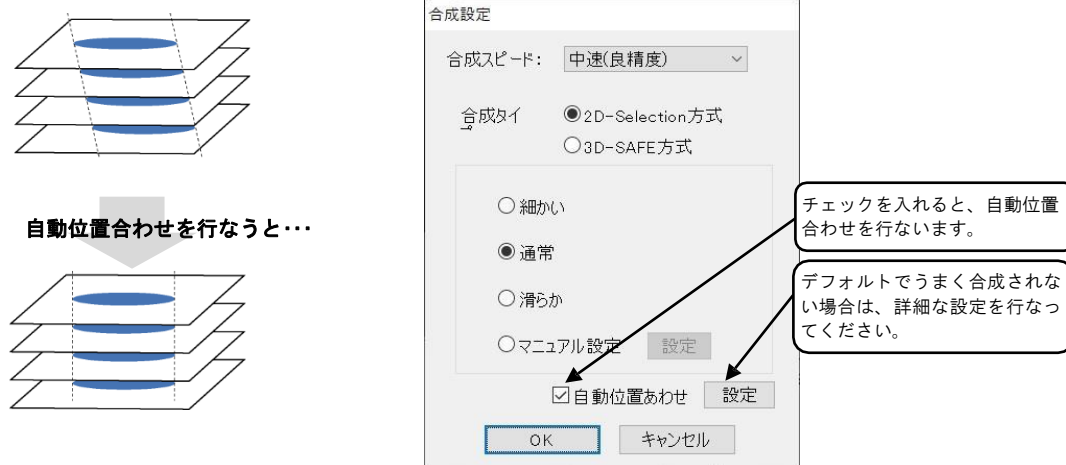 自動位置合わせを行なうと･･･
合成設定
合成スピード:
中速(良精度)
合成タイ
プ
2D-Selection方式
3D-SAFE方式
細かい
通常
滑らか
マニュアル設定
設定
自動位置あわせ
設定
OK
キャンセル
チェックを入れると、自動位置
合わせを行ないます。
デフォルトでうまく合成されな
い場合は、詳細な設定を行なっ
てください。